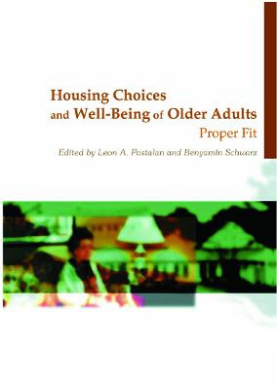 Housing Choices
and Well-Being of Older Adults
Proper Fit
Edited by Leon A. Pastalan and Benyamin Schwarz